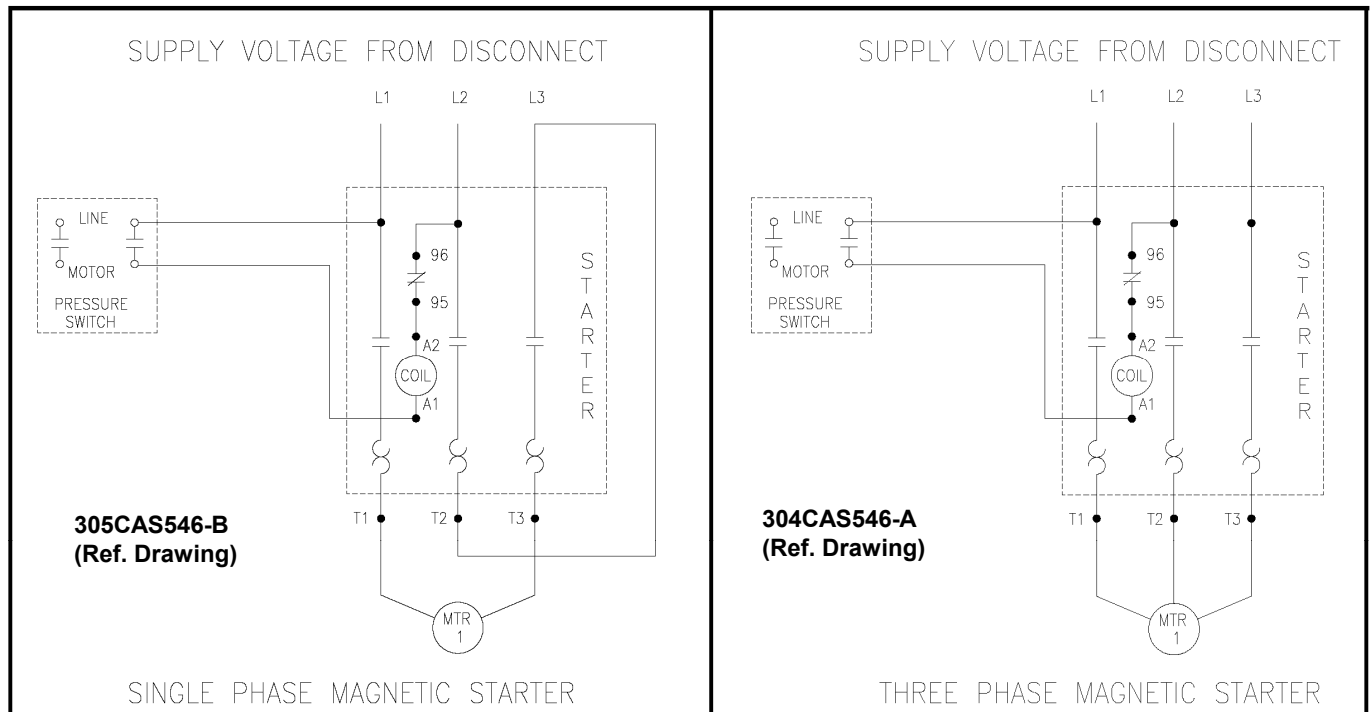 SUPPLY VOLTAGE FROM DISCONNECT
L1 L2 L3
LINE
MOTOR
PRESSURE
SWITCH
96
95
A2
COIL
A1
STARTER
T1 T2 T3
305CAS546-B
(Ref. Drawing)
MTR
1
SINGLE PHASE MAGNETIC STARTER
SUPPLY VOLTAGE FROM DISCONNECT
L1 L2 L3
LINE
MOTOR
PRESSURE
SWITCH
96
95
A2
COIL
A1
STARTER
T1 T2 T3
304CAS546-A
(Ref. Drawing)
MTR
1
THREE PHASE MAGNETIC STARTER